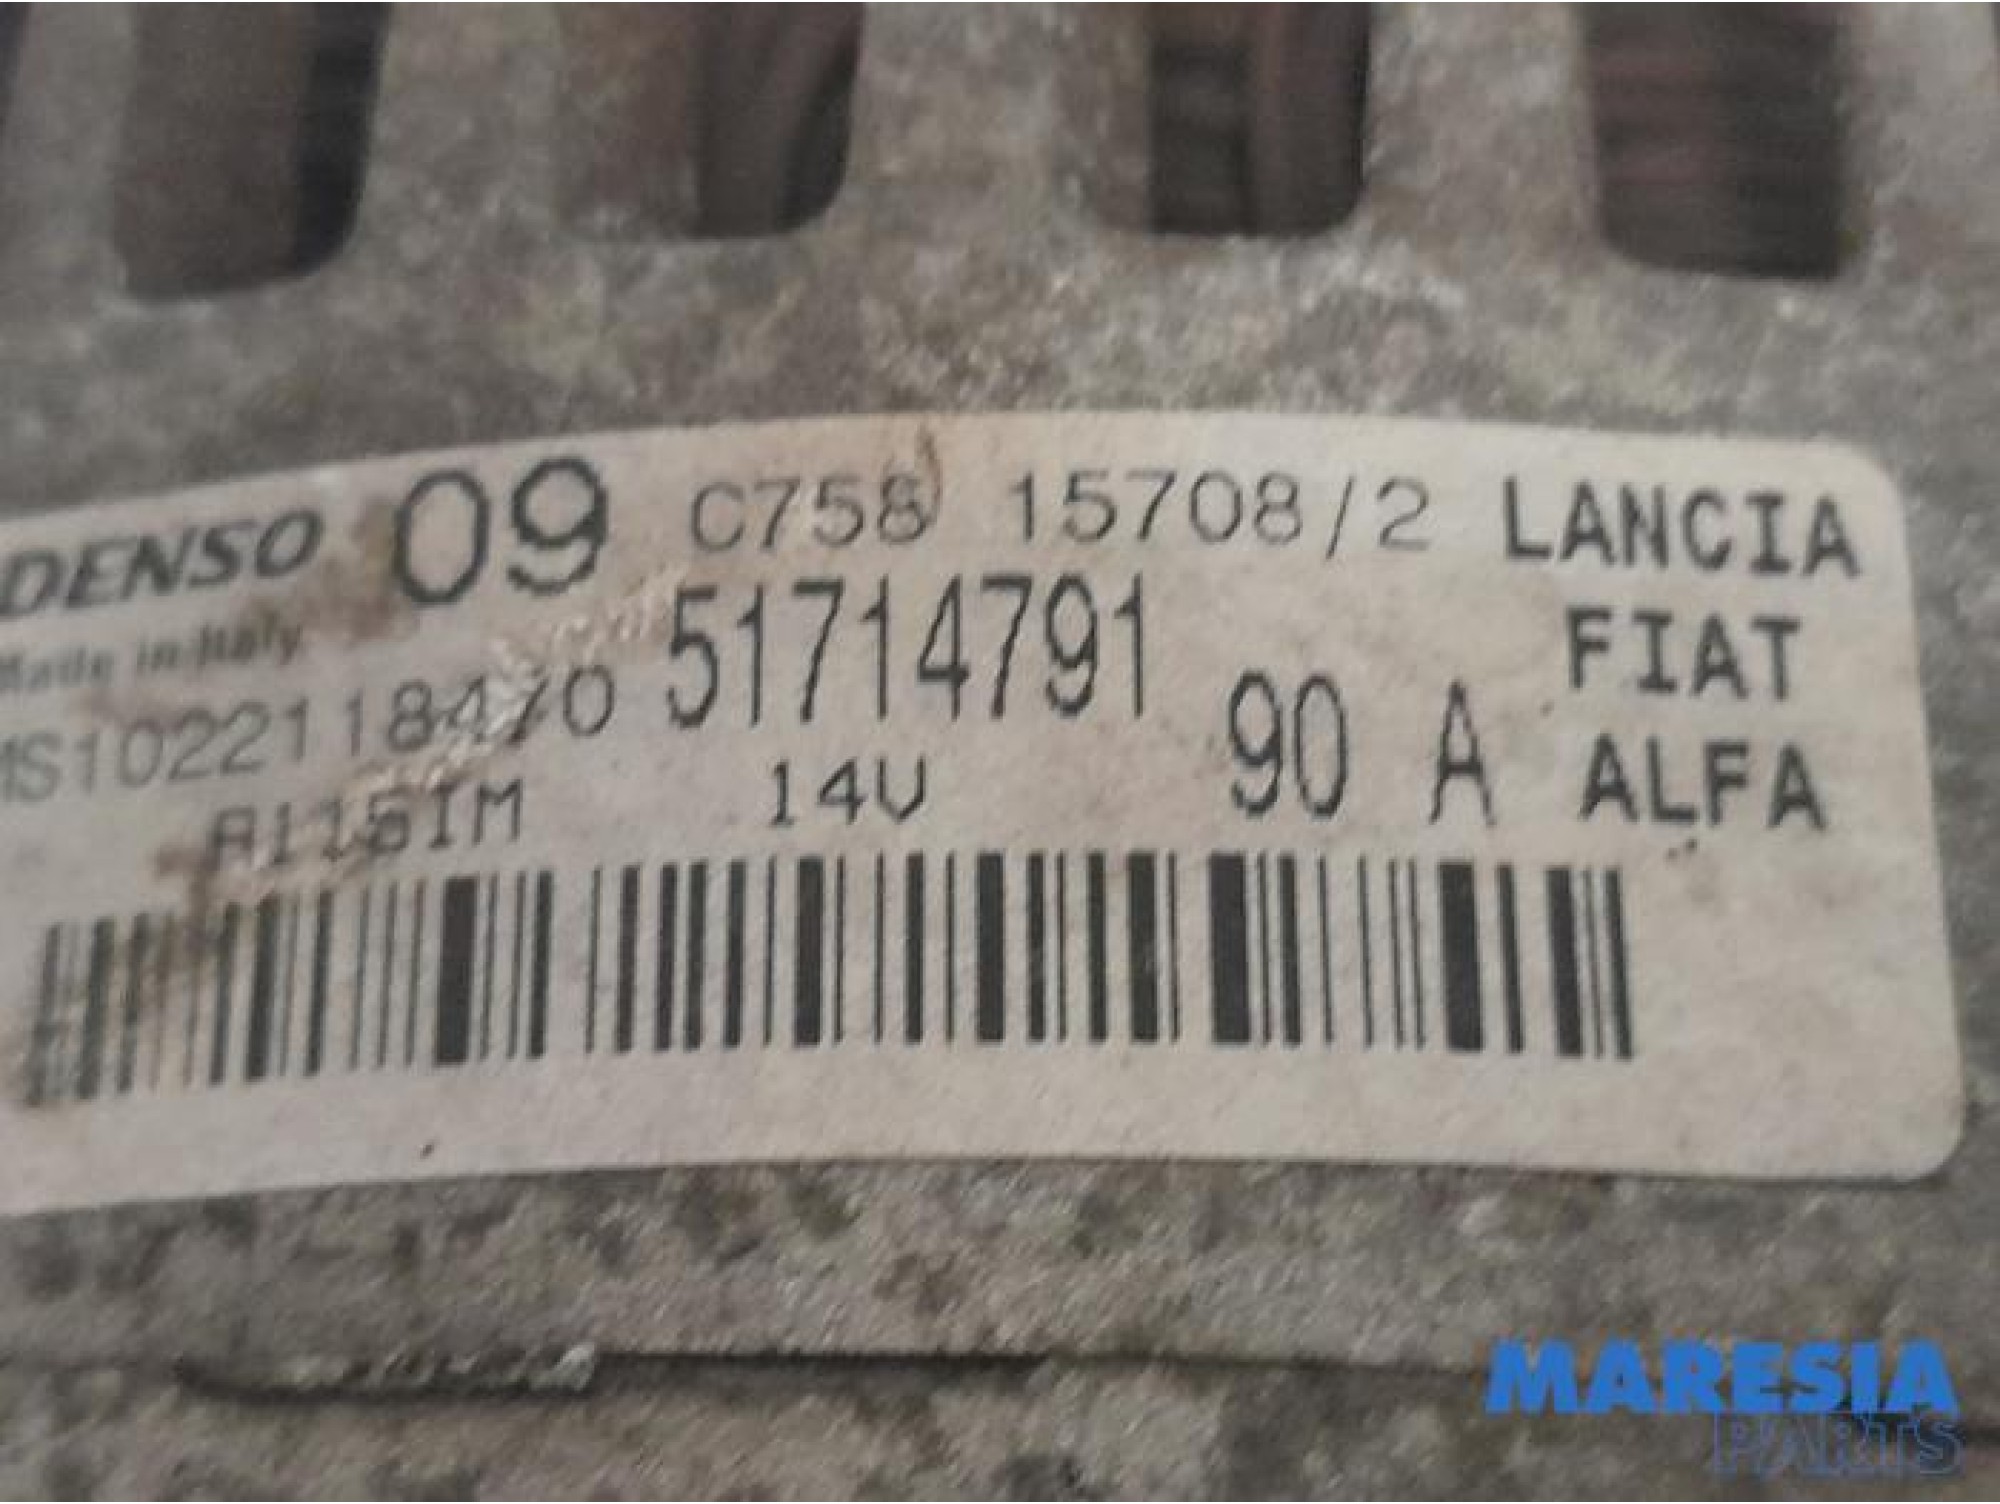 DENSO 09 C758 15708/2 LANCIA
Made in Italy 51714791 FIAT
MS1022118470 90 A ALFA
A115IM 14V
MARESIA
PARTS